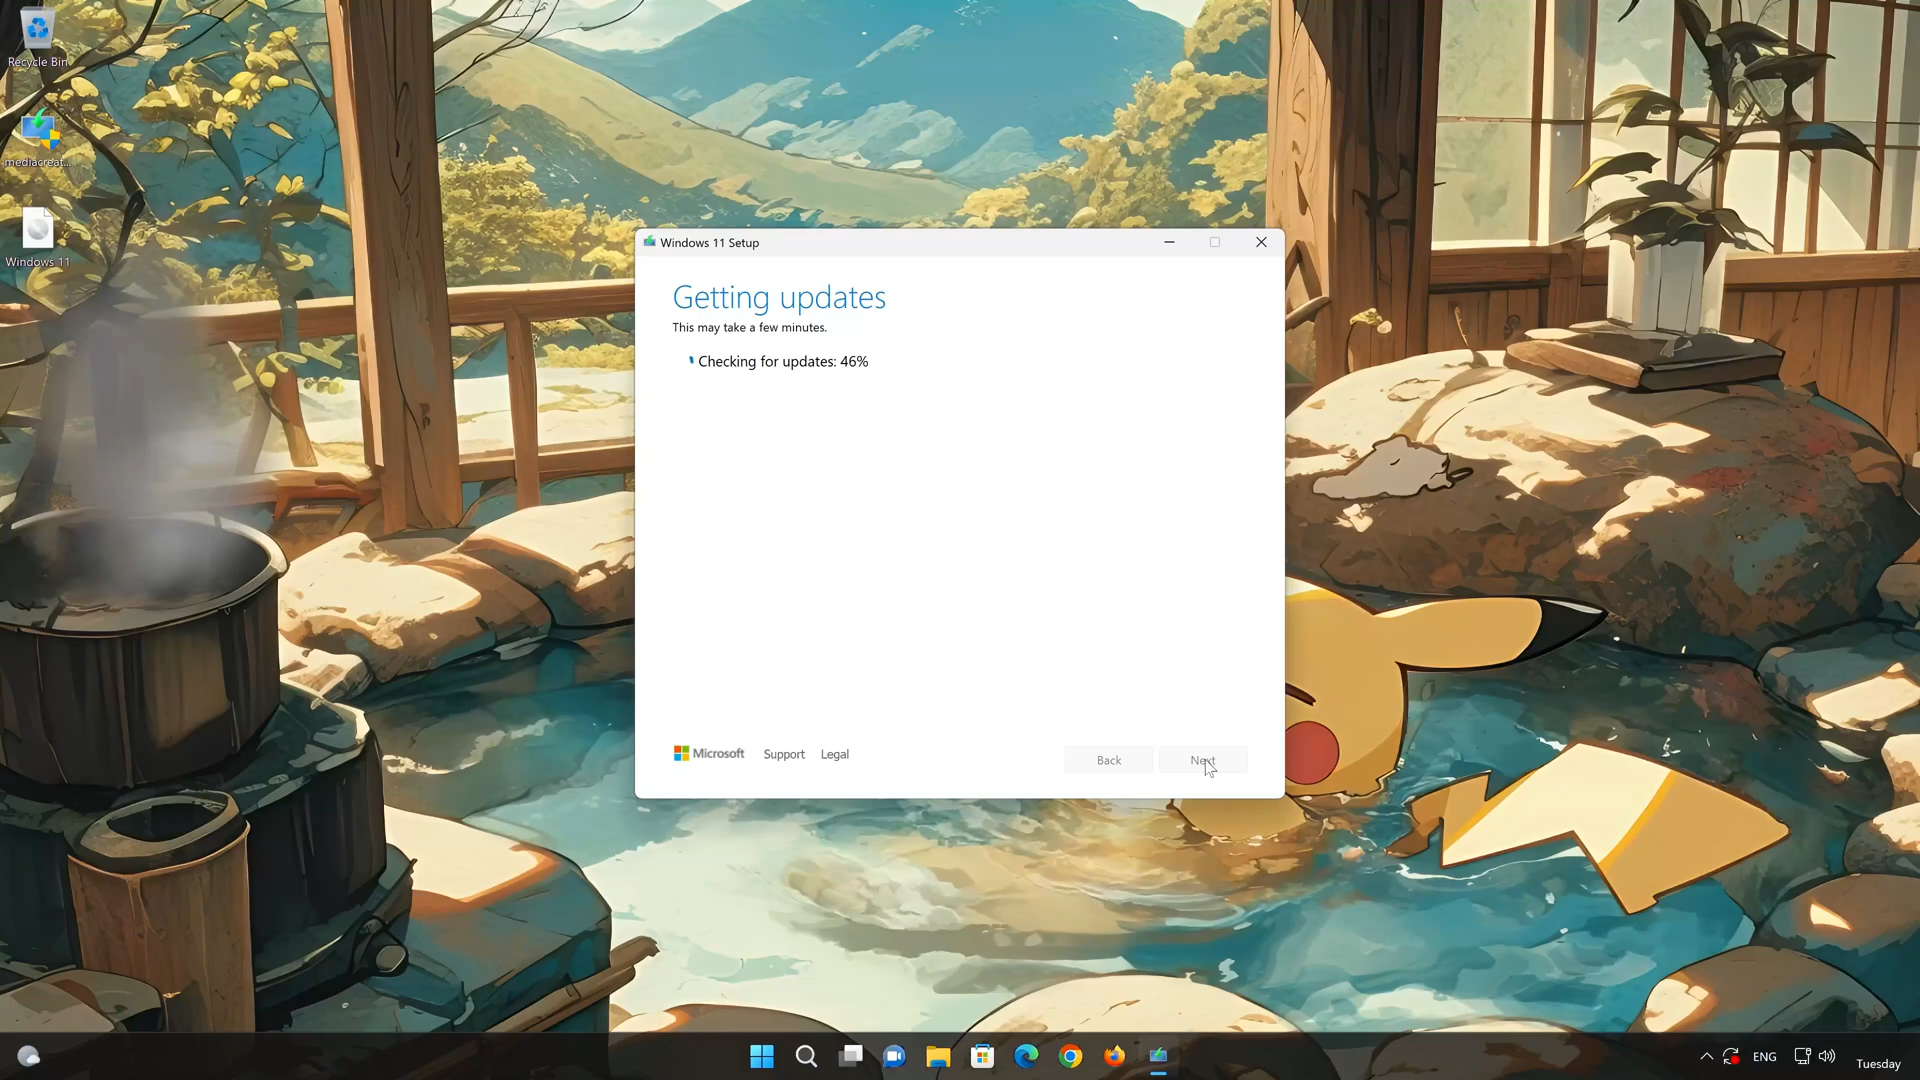 Recycle Bin
mediacreat...
Windows 11
Windows 11 Setup
Getting updates
This may take a few minutes.
Checking for updates: 46%
Microsoft
Support
Legal
Back
Next
ENG
Tuesday